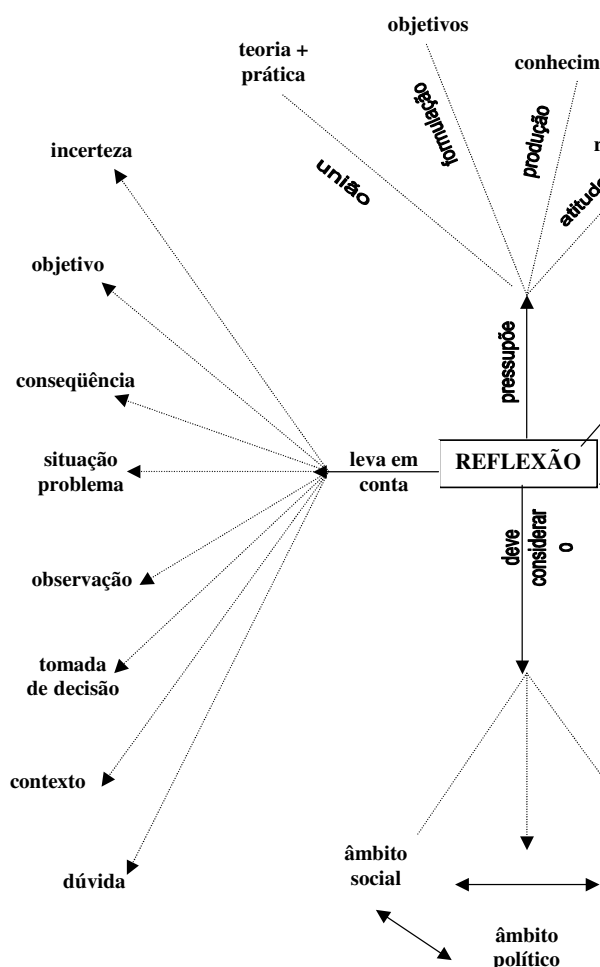 objetivos
teoria +
prática
conhecim
formulação
produção
união
atitude
incerteza
objetivo
conseqüência
pressupõe
situação
problema
leva em
conta
REFLEXÃO
deve
considerar
o
observação
tomada
de decisão
contexto
dúvida
âmbito
social
âmbito
político